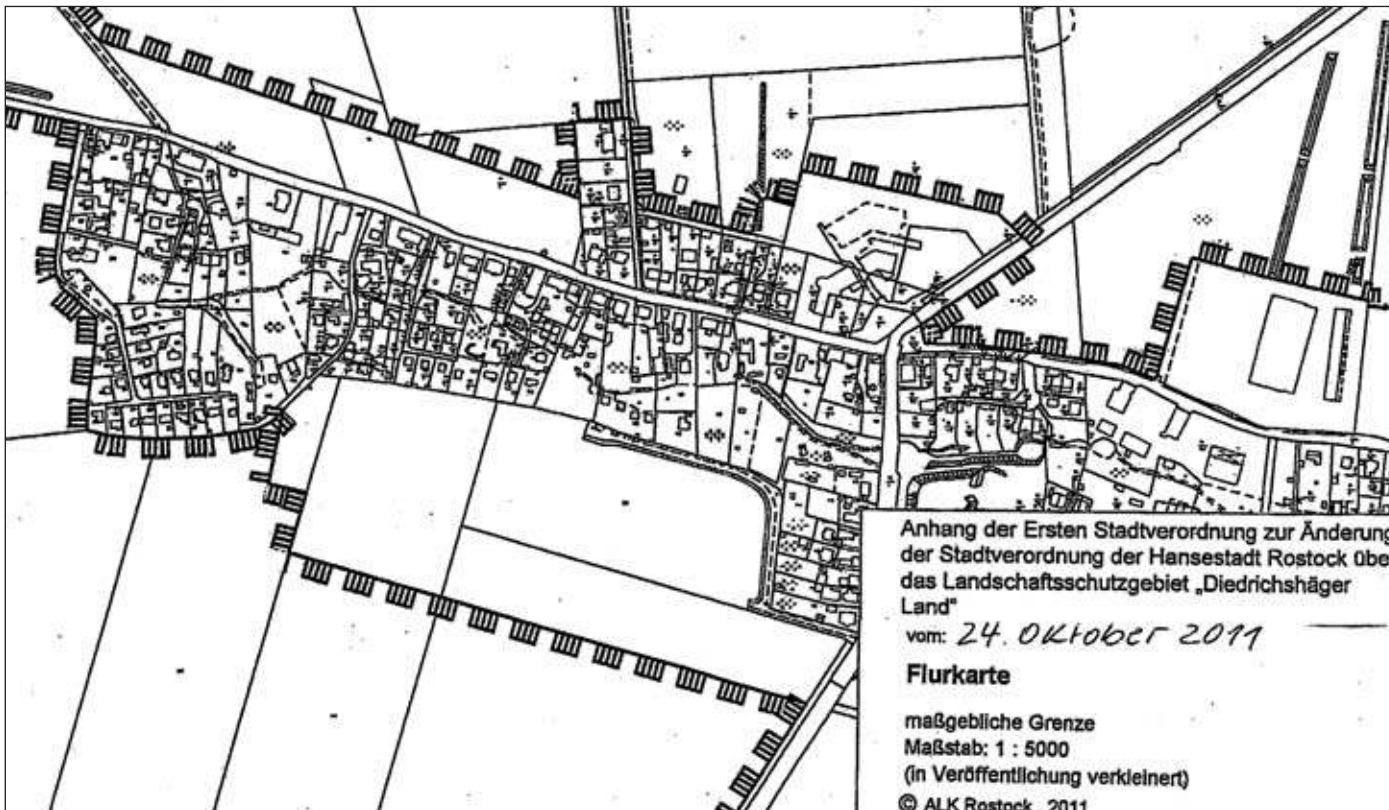 Anhang der Ersten Stadtverordnung zur Änderung
der Stadtverordnung der Hansestadt Rostock übe
das Landschaftsschutzgebiet „Diedrichshäger
Land"
vom: 24. Oktober 2011
Flurkarte
maßgebliche Grenze
Maßstab: 1 : 5000
(in Veröffentlichung verkleinert)
© ALK Rostock, 2011